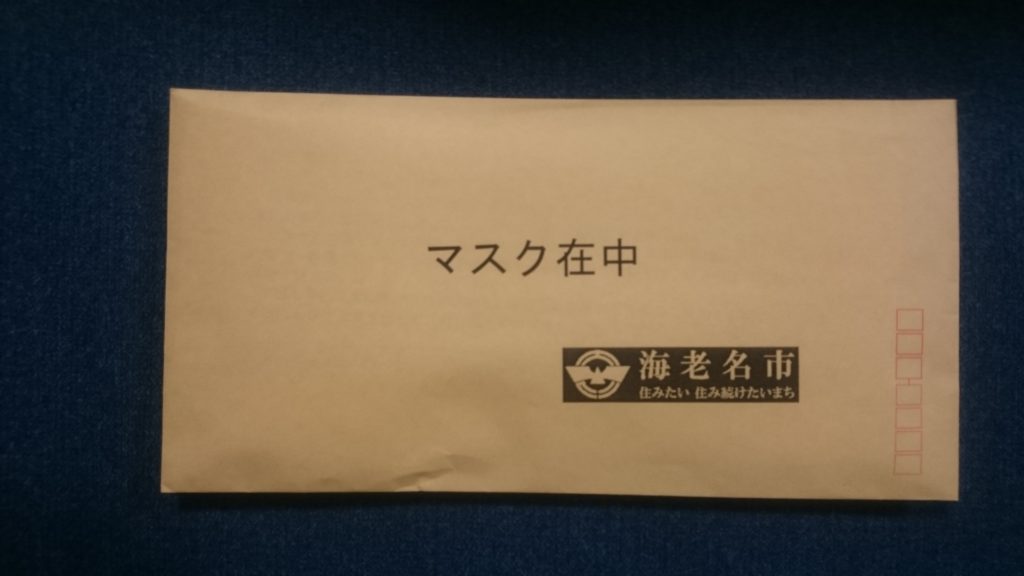 マスク在中
海老名市
住みたい 住み続けたいまち